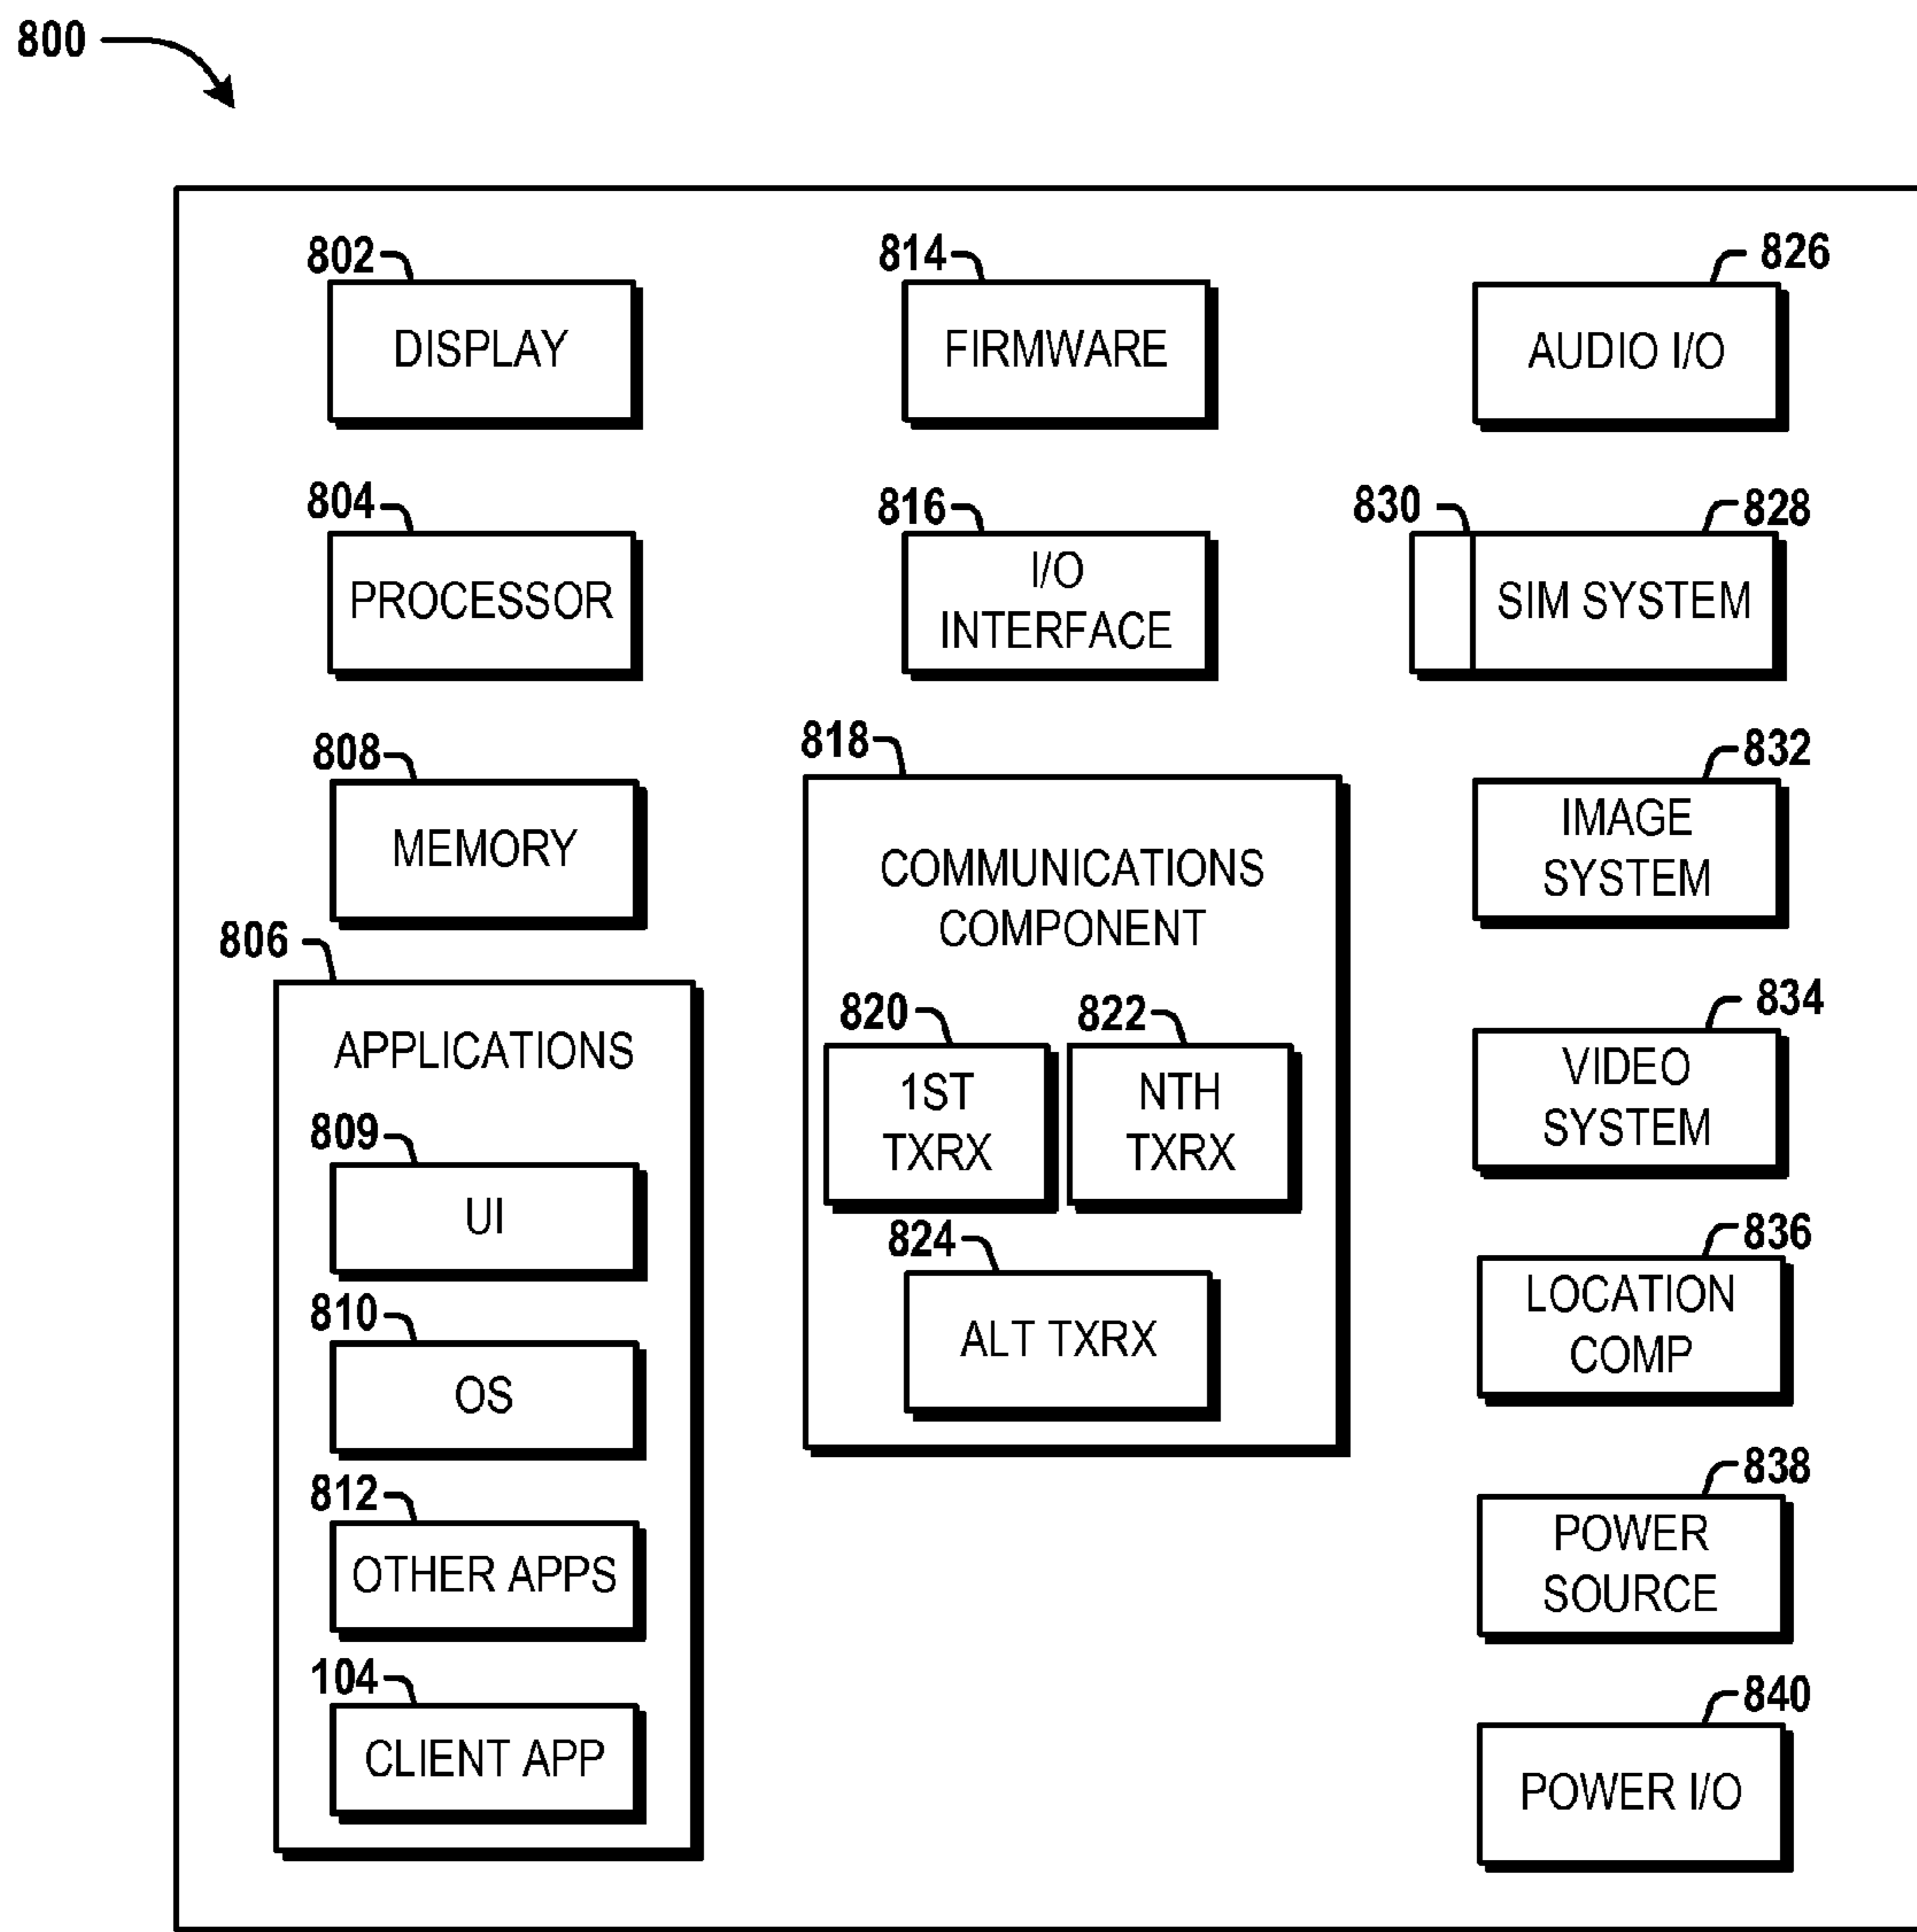 800
802
DISPLAY
804
PROCESSOR
808
MEMORY
806
APPLICATIONS
809
UI
810
OS
812
OTHER APPS
104
CLIENT APP
814
FIRMWARE
816
I/O
INTERFACE
818
COMMUNICATIONS
COMPONENT
820
1ST
TXRX
822
NTH
TXRX
824
ALT TXRX
826
AUDIO I/O
830
828
SIM SYSTEM
832
IMAGE
SYSTEM
834
VIDEO
SYSTEM
836
LOCATION
COMP
838
POWER
SOURCE
840
POWER I/O